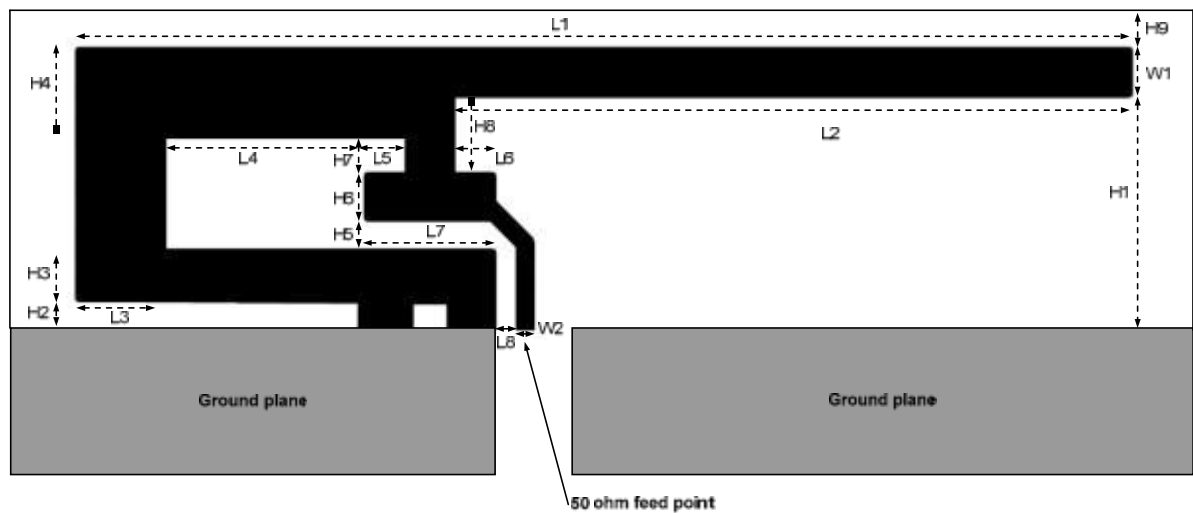 L1
H9
H4
W1
H8
L2
L4
H7
L5
L6
H6
H1
H5
L7
H3
H2
L3
L8
W2
Ground plane
Ground plane
50 ohm feed point